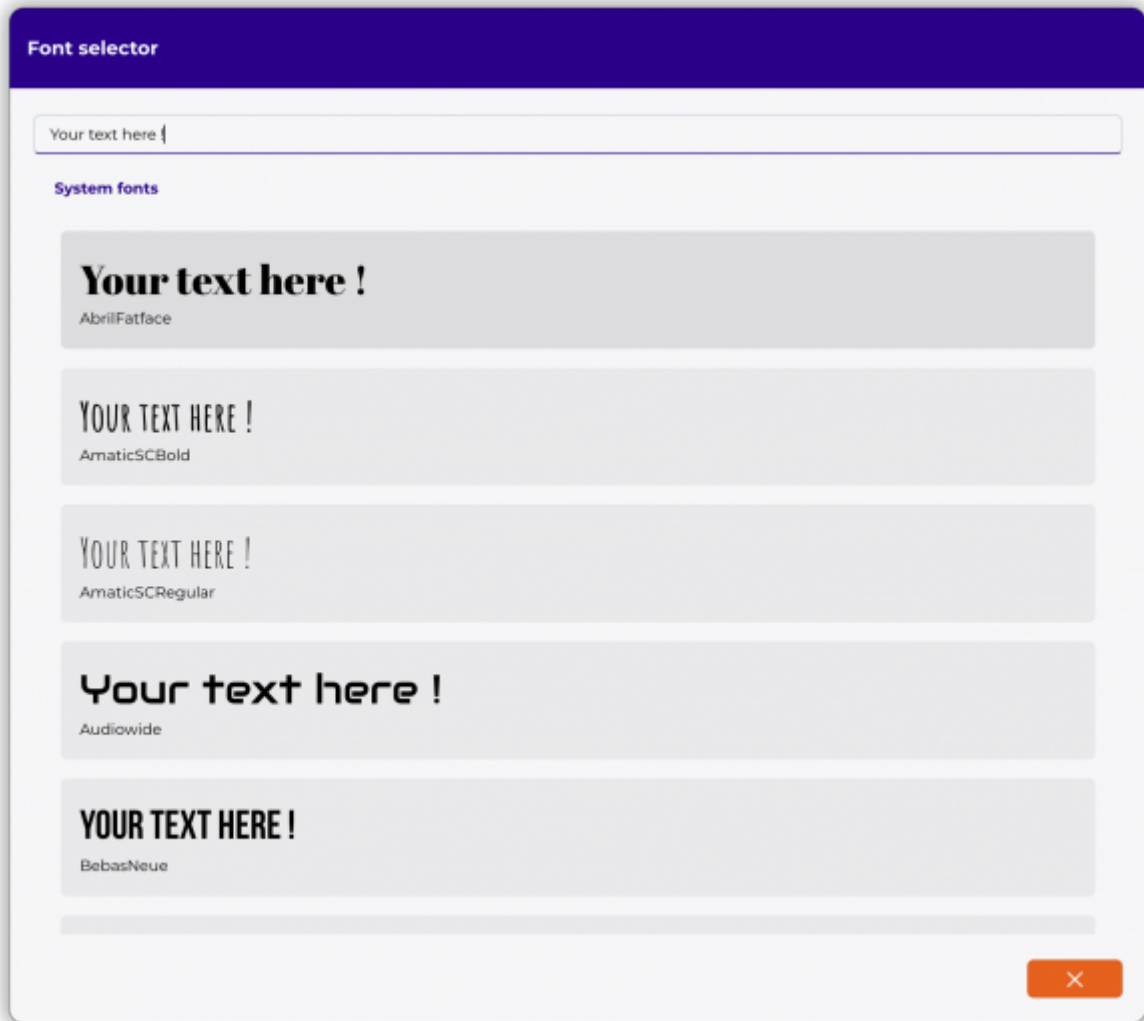 Font selector
Your text here !
System fonts
Your text here !
AbrilFatface
YOUR TEXT HERE !
AmaticSCBold
YOUR TEXT HERE !
AmaticSCRegular
Your text here !
Audiowide
YOUR TEXT HERE !
BebasNeue